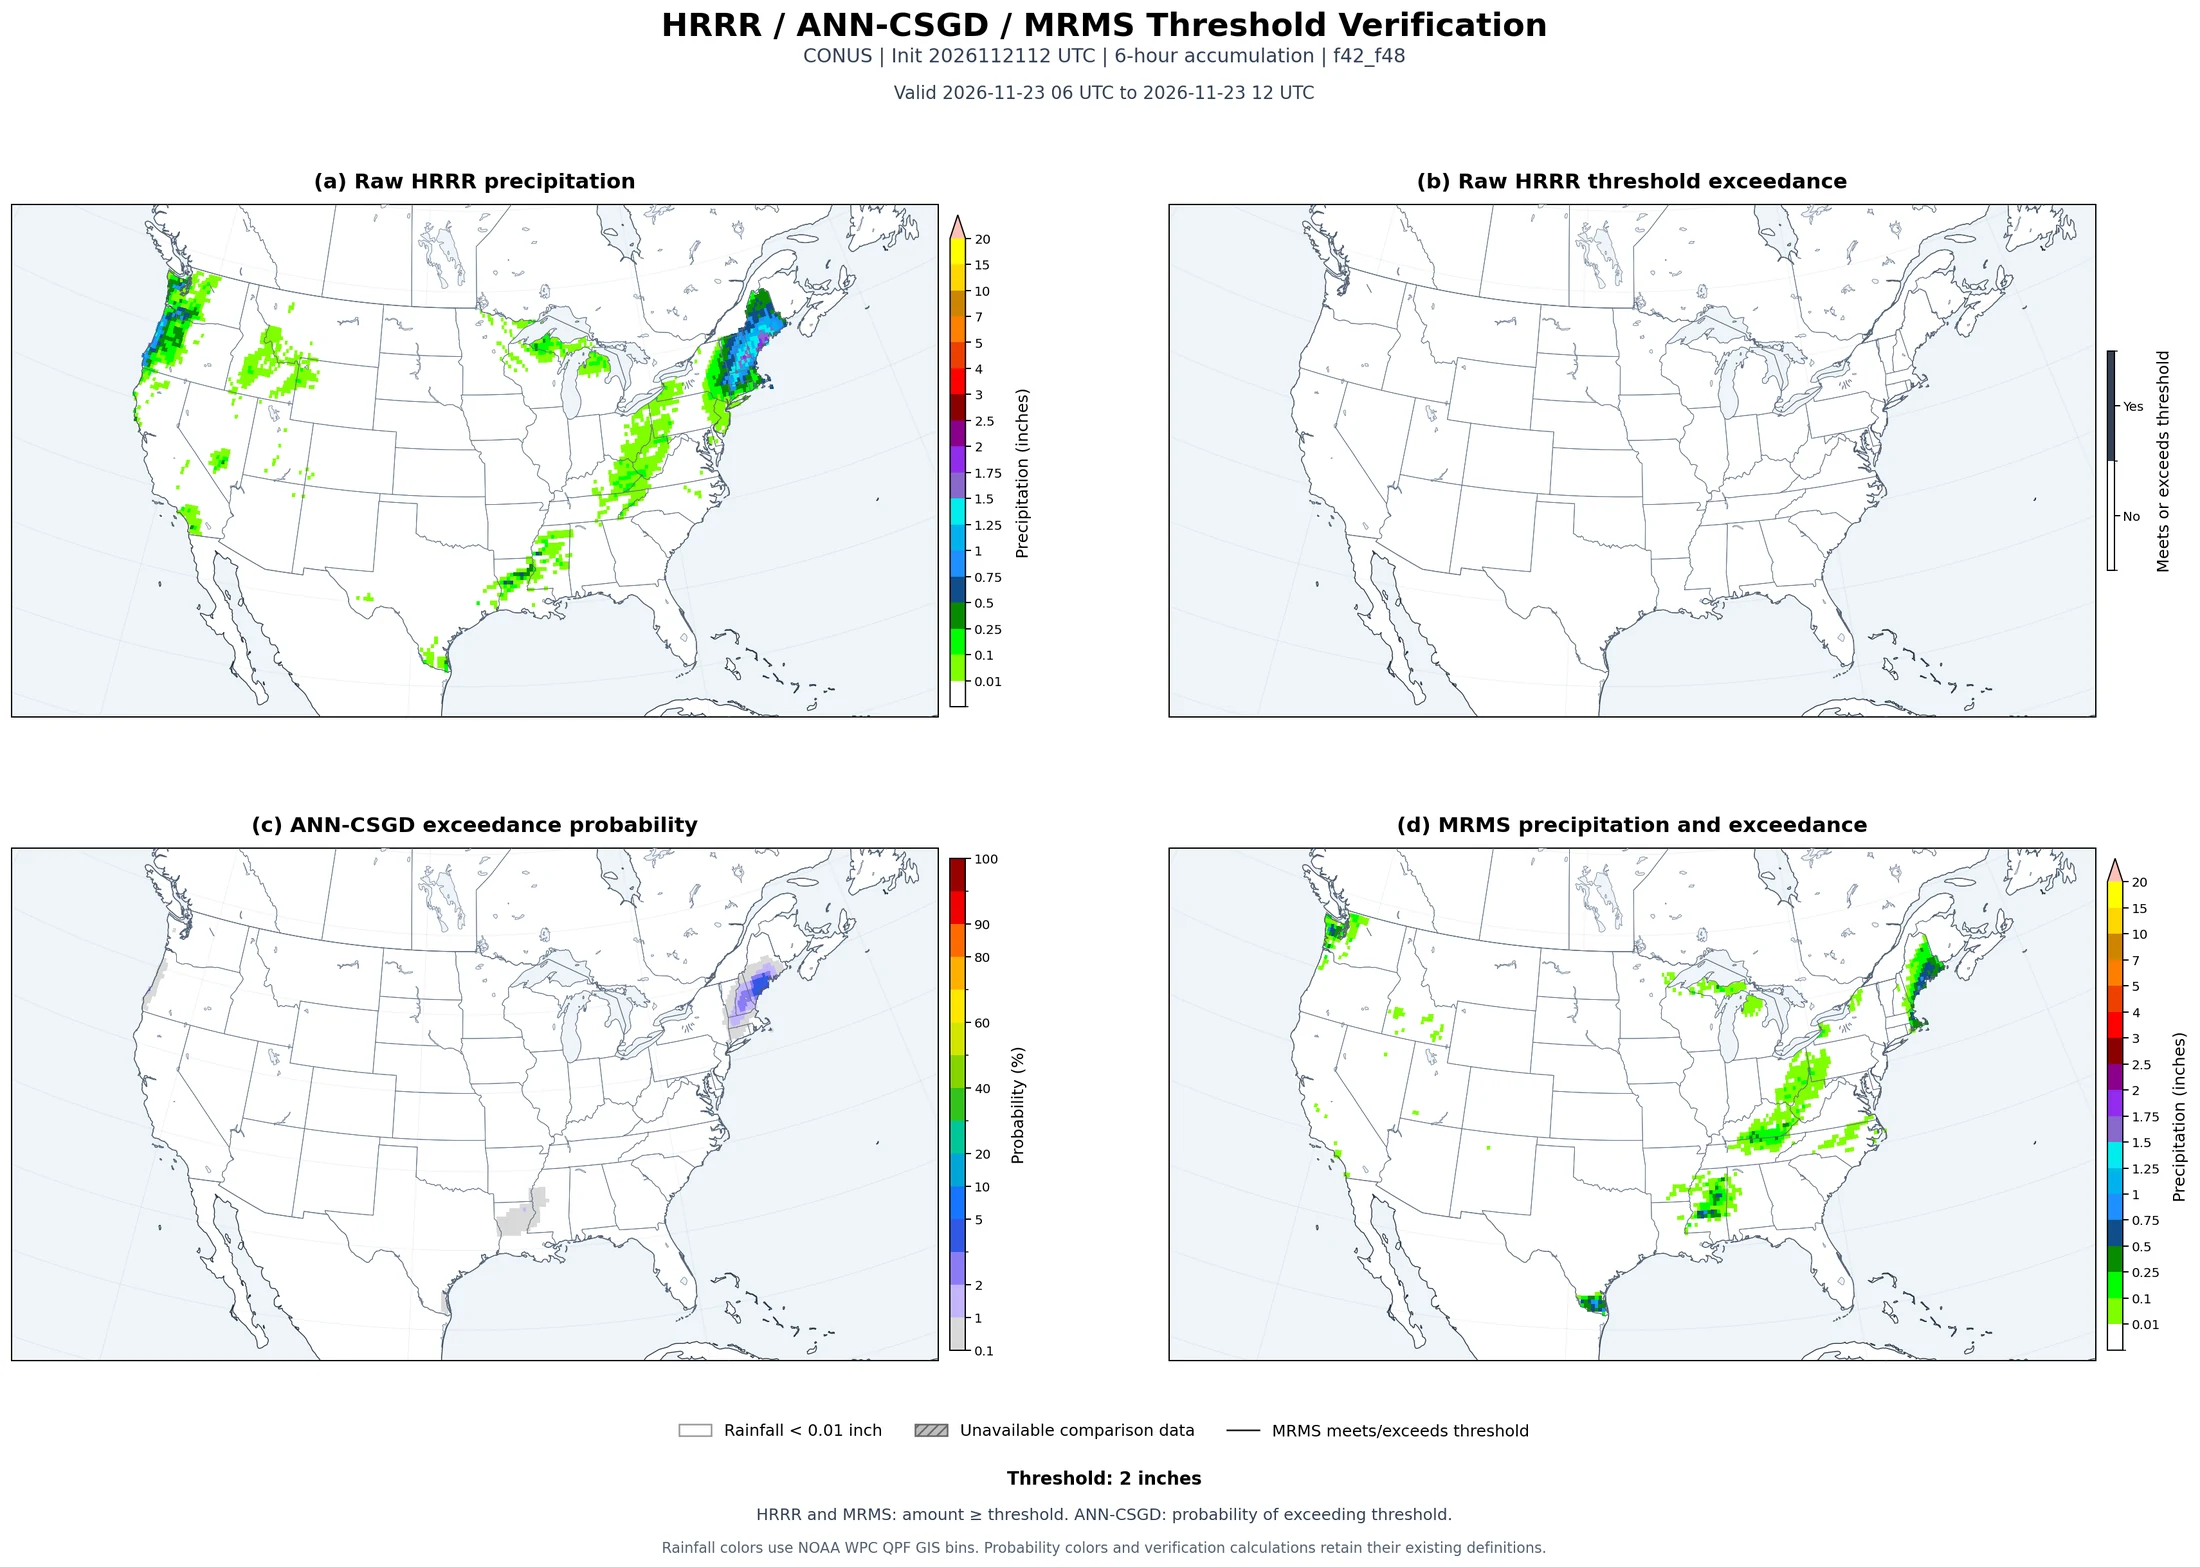 HRRR / ANN-CSGD / MRMS Threshold Verification
CONUS | Init 2026112112 UTC | 6-hour accumulation | f42_f48
Valid 2026-11-23 06 UTC to 2026-11-23 12 UTC
(a) Raw HRRR precipitation
20
15
10
7
5
4
3
2.5
2
1.75
1.5
1.25
1
0.75
0.5
0.25
0.1
0.01
Precipitation (inches)
(b) Raw HRRR threshold exceedance
Yes
No
Meets or exceeds threshold
(c) ANN-CSGD exceedance probability
100
90
80
60
40
20
10
5
2
1
0.1
Probability (%)
(d) MRMS precipitation and exceedance
20
15
10
7
5
4
3
2.5
2
1.75
1.5
1.25
1
0.75
0.5
0.25
0.1
0.01
Precipitation (inches)
Rainfall < 0.01 inch
Unavailable comparison data
MRMS meets/exceeds threshold
Threshold: 2 inches
HRRR and MRMS: amount ≥ threshold. ANN-CSGD: probability of exceeding threshold.
Rainfall colors use NOAA WPC QPF GIS bins. Probability colors and verification calculations retain their existing definitions.